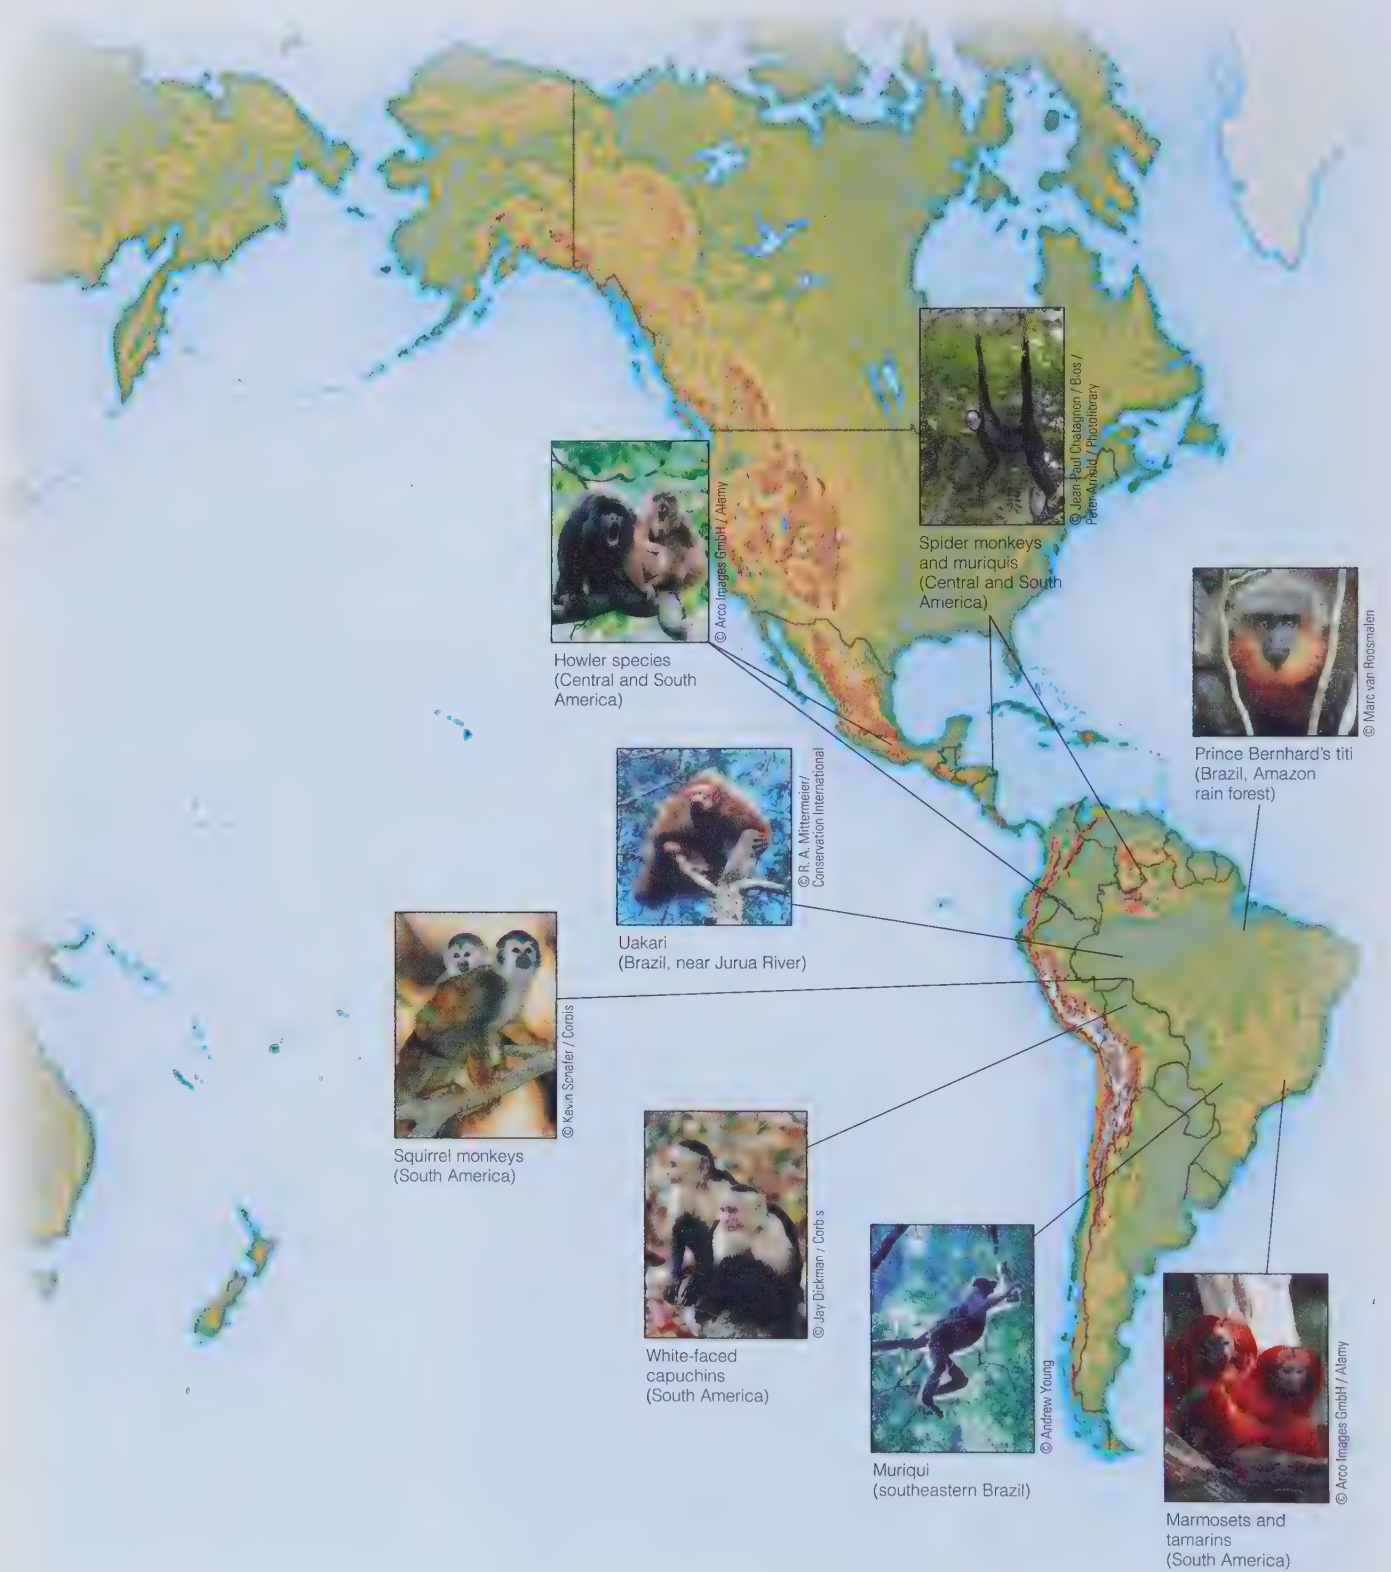 © Jean-Paul Chatagnon / Bios /
Peter Arnold / Photolibrary
Spider monkeys
and muriquis
(Central and South
America)
© Arco Images GmbH / Alamy
Howler species
(Central and South
America)
© Marc van Roosmalen
Prince Bernhard's titi
(Brazil, Amazon
rain forest)
© R. A. Mittermeier/
Conservation International
Uakari
(Brazil, near Jurua River)
© Kevin Schafer / Corbis
Squirrel monkeys
(South America)
© Jay Dickman / Corbis
White-faced
capuchins
(South America)
© Andrew Young
Muriqui
(southeastern Brazil)
© Arco Images GmbH / Alamy
Marmosets and
tamarins
(South America)